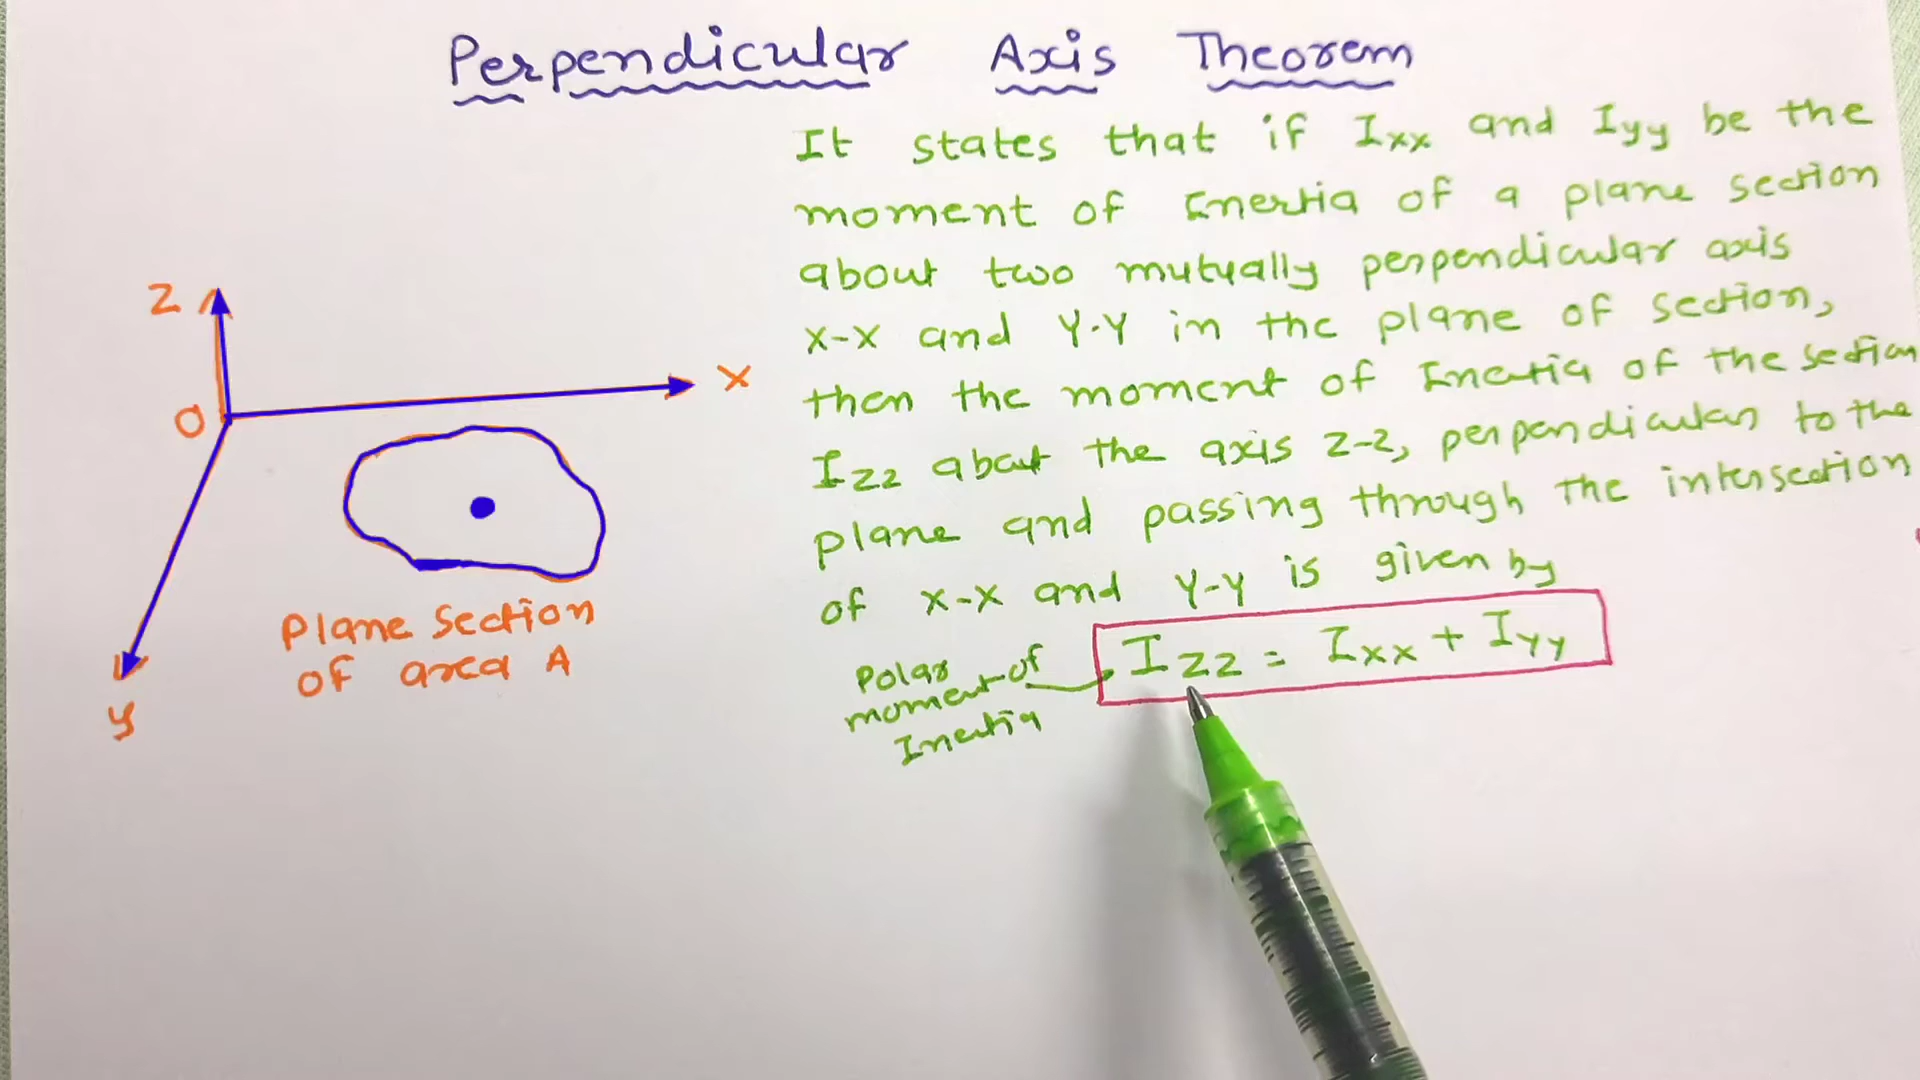 Perpendicular Axis Theorem
It states that if Ixx and Iyy be the
moment of Inertia of a plane section
about two mutually perpendicular axis
X-X and Y-Y in the plane of section,
then the moment of Inertia of the section
Izz about the axis z-z, perpendicular to the
plane and passing through the intersection
of X-X and Y-Y is given by
Izz = Ixx + Iyy
Polar
moment of
Inertia
Z
X
O
Y
Plane Section
of area A